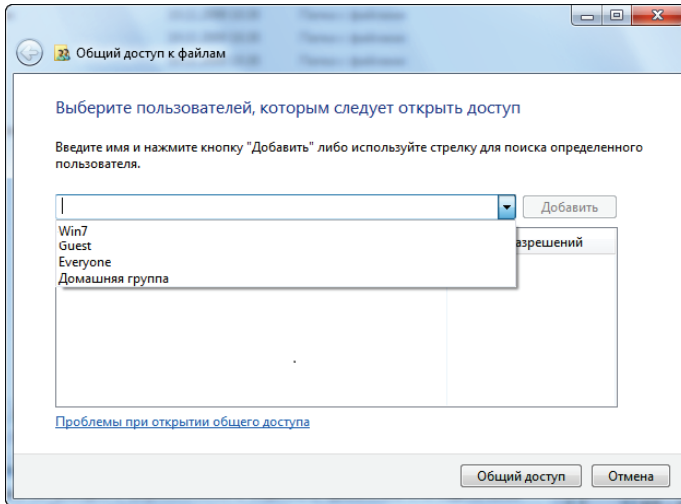 Общий доступ к файлам
Выберите пользователей, которым следует открыть доступ
Введите имя и нажмите кнопку "Добавить" либо используйте стрелку для поиска определенного
пользователя.
Добавить
Win7
Guest
Everyone
Домашняя группа
азрешений
Проблемы при открытии общего доступа
Общий доступ
Отмена